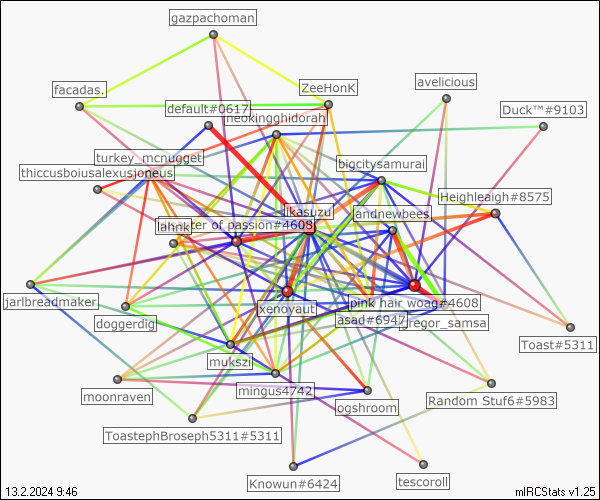 gazpachoman
ZeeHonK
avelicious
facadas.
default#0617
Duck™#9103
neokingghidorah
turkey_mcnugget
bigcitysamurai
thiccusboiusalexusjoneus
Heighleaigh#8575
ikasuzu
jandnewbees
ahnk
ter of passion#4608
jarlbreadmaker
xenoyaut
pink hair woag#4608
doggerdig
asad#6947
gregor_samsa
Toast#5311
mukszi
mingus4742
moonraven
Random Stuf6#5983
ogshroom
ToastephBroseph5311#5311
tescoroll
Knowun#6424
13.2.2024 9:46
mIRCStats v1.25